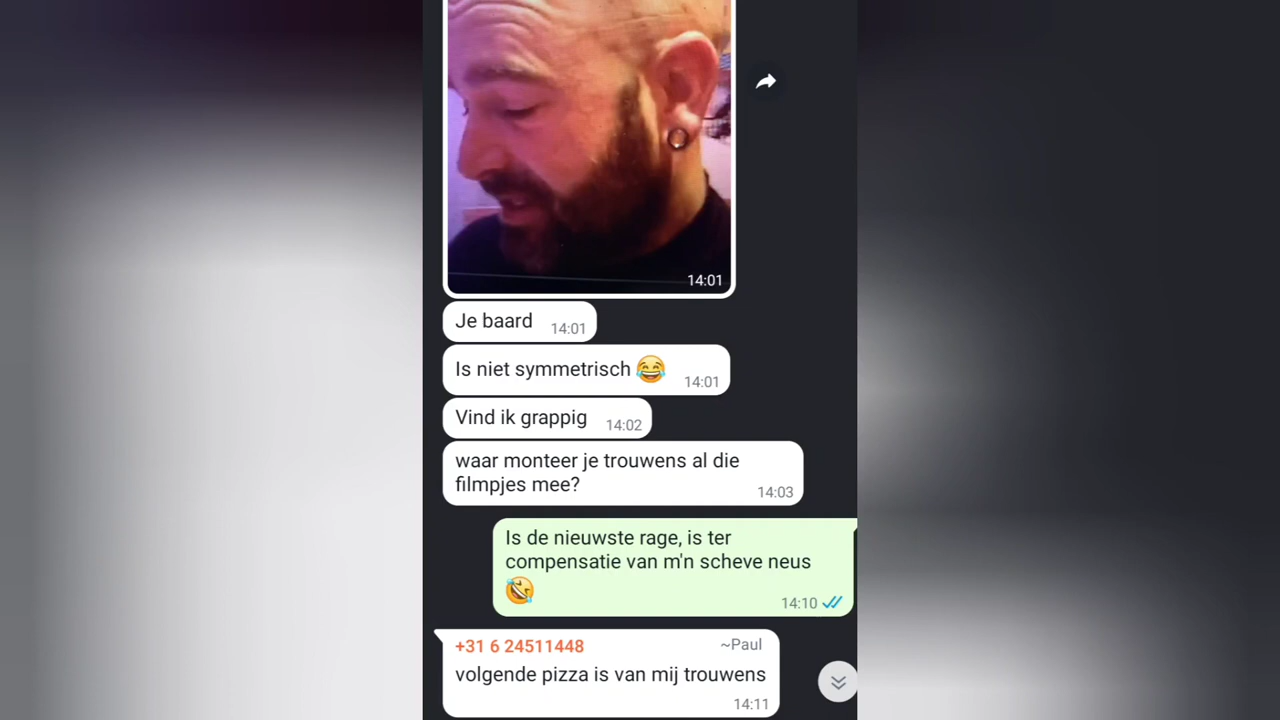 14:01
Je baard 14:01
Is niet symmetrisch 😂 14:01
Vind ik grappig 14:02
waar monteer je trouwens al die
filmpjes mee?
14:03
Is de nieuwste rage, is ter
compensatie van m'n scheve neus
🤣
14:10
+31 6 24511448 ~Paul
volgende pizza is van mij trouwens
14:11